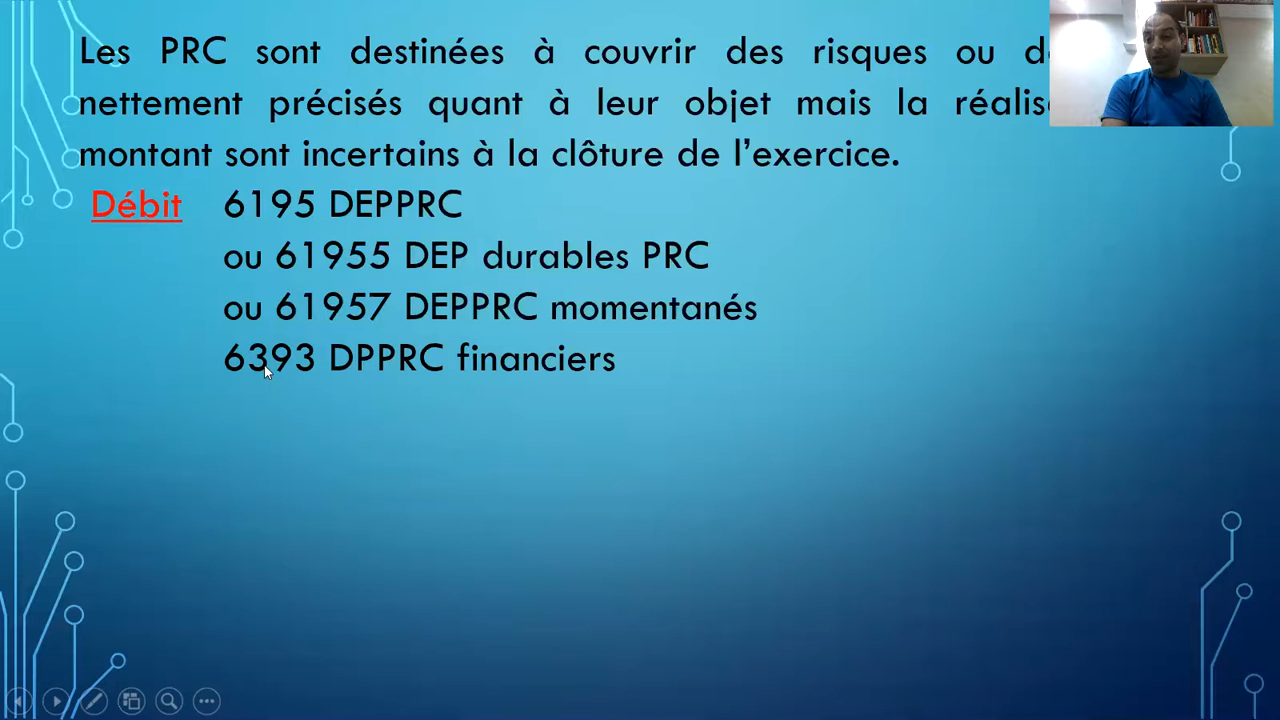 Les PRC sont destinées à couvrir des risques ou
nettement précisés quant à leur objet mais la
montant sont incertains à la clôture de l'exercice.
Débit 6195 DEPPRC
ou 61955 DEP durables PRC
ou 61957 DEPPRC momentanés
6393 DPPRC financiers